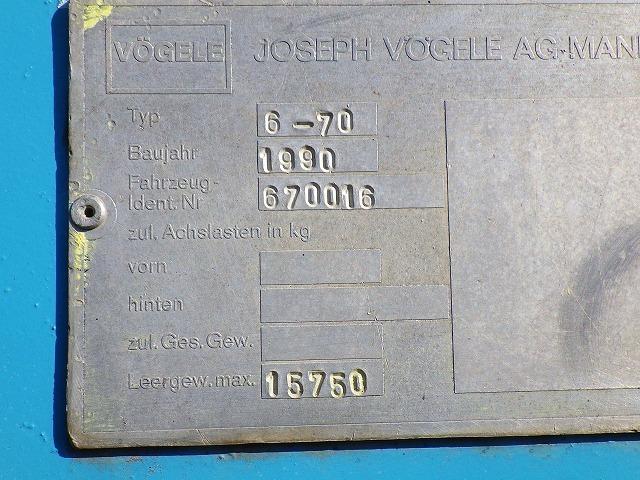 VÖGELE JOSEPH VÖGELE AG·MAN
Typ 6-70
Baujahr 1990
Fahrzeug-
Ident. Nr 670016
zul. Achslasten in kg
vorn
hinten
zul. Ges. Gew.
Leergew. max. 15750